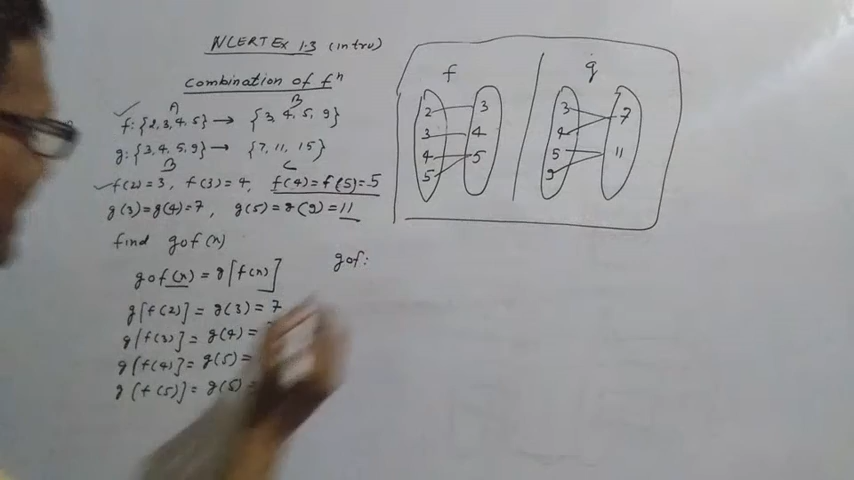 NCERT Ex 1.3 (intro)
combination of fⁿ
A B
f: {2,3,4,5} → {3, 4, 5, 9}
g: {3,4,5,9} → {7, 11, 15}
B C
f(2)=3, f(3)=4, f(4)=f(5)=5
g(3)=g(4)=7, g(5)=g(9)=11
find gof(x)
gof(x) = g[f(x)]
g[f(2)] = g(3) = 7
g[f(3)] = g(4) =
g[f(4)] = g(5) =
g[f(5)] = g(5) =
gof:
f g
2 3
3 4
4 5
5
3 7
4
5 11
9